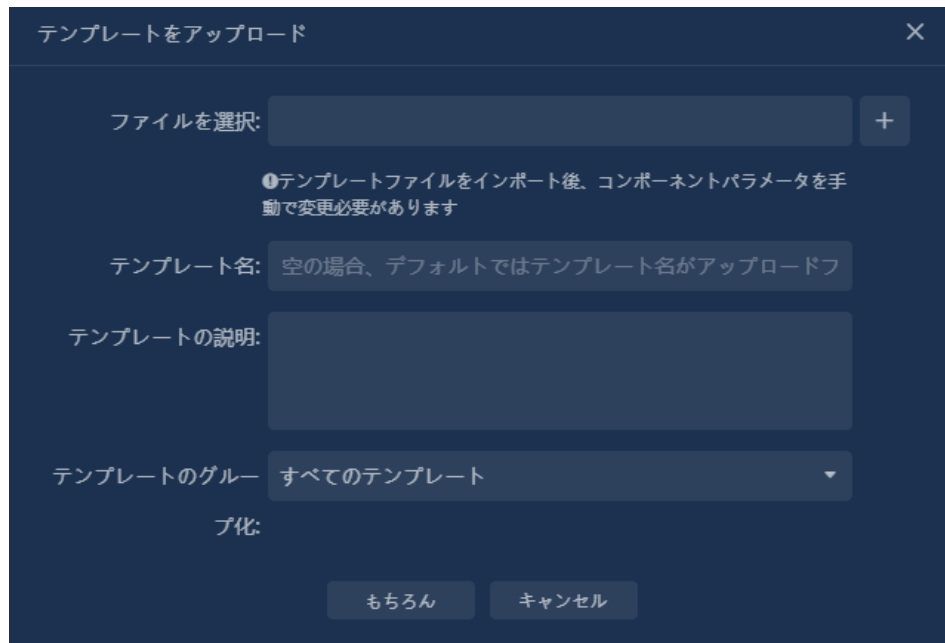 テンプレートをアップロード
ファイルを選択:
❶テンプレートファイルをインポート後、コンポーネントパラメータを手
動で変更必要があります
テンプレート名: 空の場合、デフォルトではテンプレート名がアップロードフ
テンプレートの説明:
テンプレートのグルー すべてのテンプレート
プ化:
もちろん キャンセル